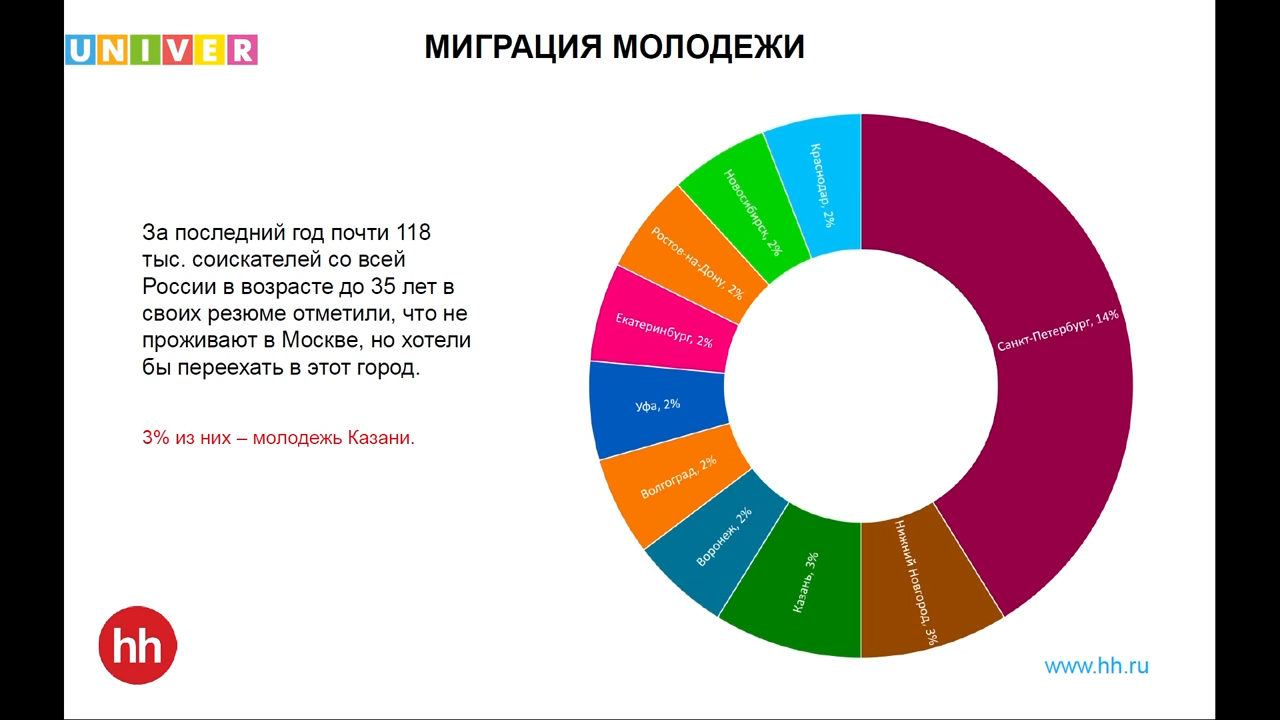 UNIVER
МИГРАЦИЯ МОЛОДЕЖИ
За последний год почти 118
тыс. соискателей со всей
России в возрасте до 35 лет в
своих резюме отметили, что не
проживают в Москве, но хотели
бы переехать в этот город.
3% из них – молодежь Казани.
Санкт-Петербург, 14%
Нижний Новгород, 3%
Казань, 3%
Воронеж, 2%
Волгоград, 2%
Уфа, 2%
Екатеринбург, 2%
Ростов-на-Дону, 2%
Новосибирск, 2%
Краснодар, 2%
hh
www.hh.ru